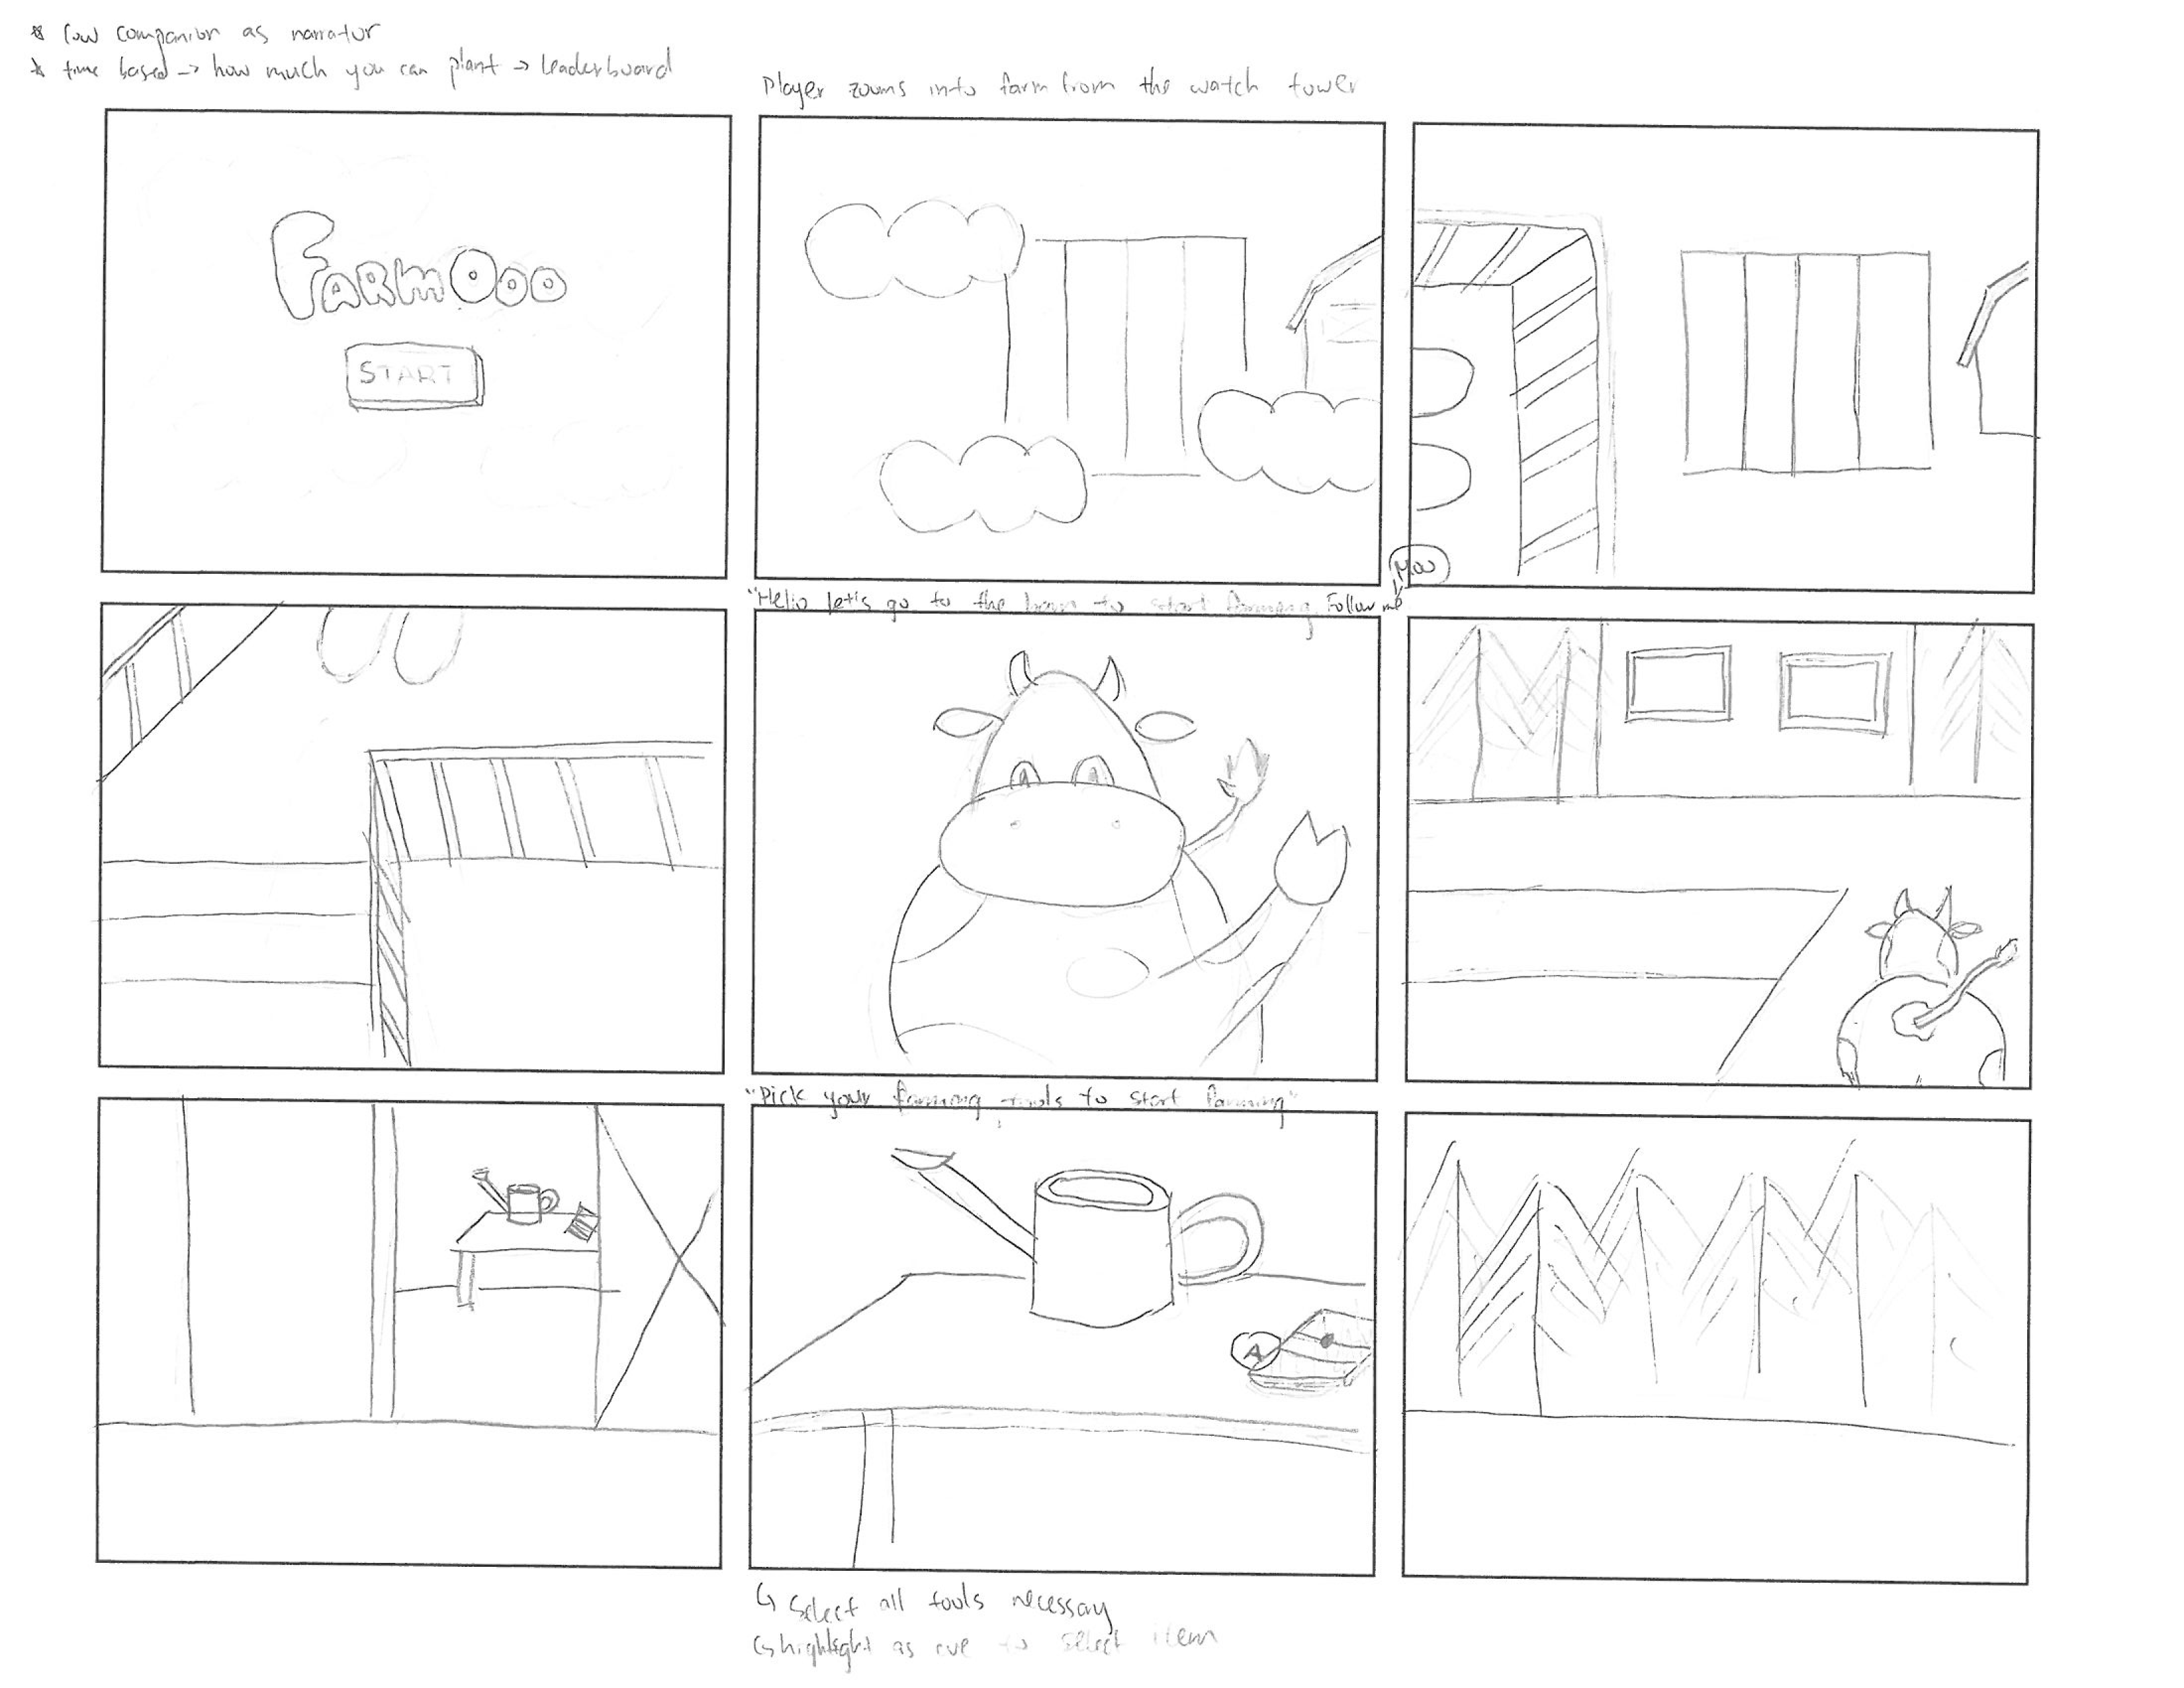 * Cow companion as narrator
* time based -> how much you can plant -> leaderboard
Player zooms into farm from the watch tower
FARMOOO
START
Moo
"Hello let's go to the barn to start farming. Follow me"
"Pick your farming tools to start farming"
A
↳ Select all tools necessary
↳ highlight as cue to select item